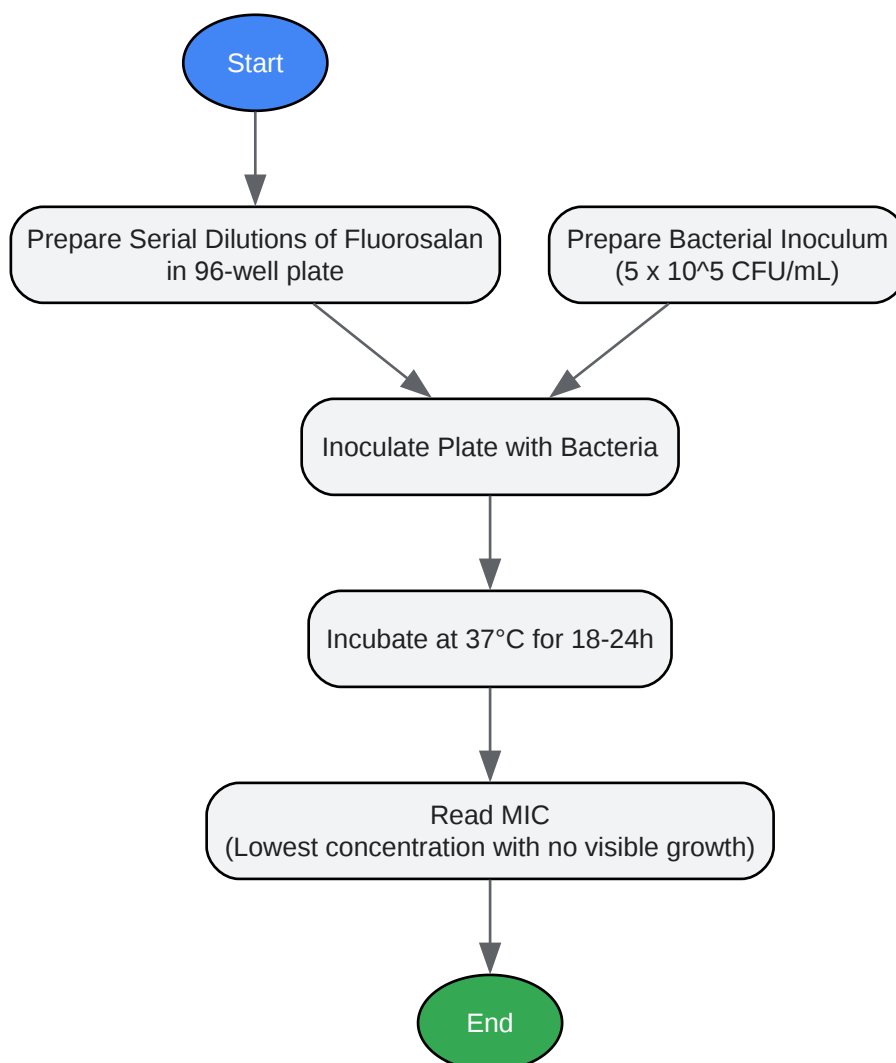 Start
Prepare Serial Dilutions of Fluorosalan
in 96-well plate
Prepare Bacterial Inoculum
(5 x 10^5 CFU/mL)
Inoculate Plate with Bacteria
Incubate at 37°C for 18-24h
Read MIC
(Lowest concentration with no visible growth)
End